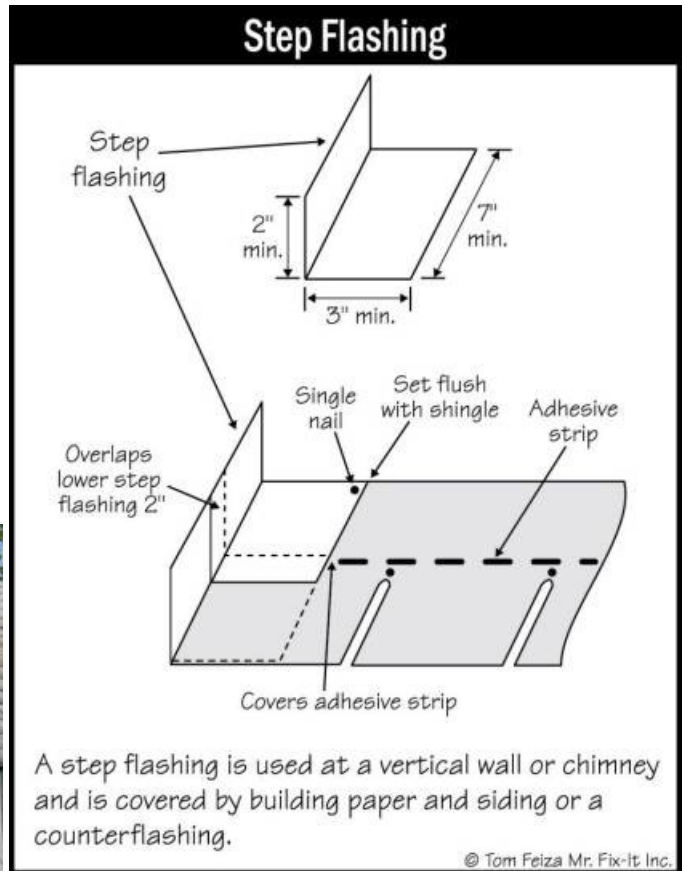 Step Flashing
Step
flashing
2"
min.
7"
min.
3" min.
Single
nail
Set flush
with shingle
Adhesive
strip
Overlaps
lower step
flashing 2"
Covers adhesive strip
A step flashing is used at a vertical wall or chimney
and is covered by building paper and siding or a
counterflashing.
© Tom Feiza Mr. Fix-It Inc.